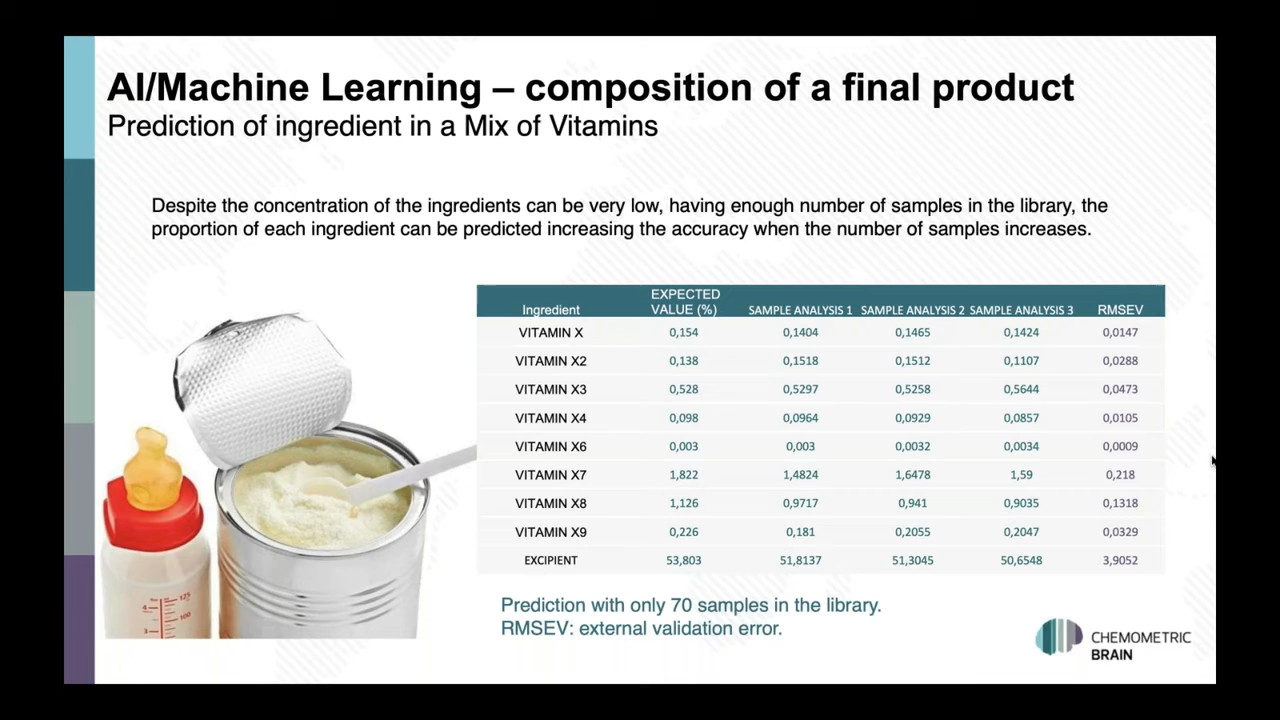 AI/Machine Learning – composition of a final product
Prediction of ingredient in a Mix of Vitamins
Despite the concentration of the ingredients can be very low, having enough number of samples in the library, the
proportion of each ingredient can be predicted increasing the accuracy when the number of samples increases.
Ingredient EXPECTED VALUE (%) SAMPLE ANALYSIS 1 SAMPLE ANALYSIS 2 SAMPLE ANALYSIS 3 RMSEV
VITAMIN X 0,154 0,1404 0,1465 0,1424 0,0147
VITAMIN X2 0,138 0,1518 0,1512 0,1107 0,0288
VITAMIN X3 0,528 0,5297 0,5258 0,5644 0,0473
VITAMIN X4 0,098 0,0964 0,0929 0,0857 0,0105
VITAMIN X6 0,003 0,003 0,0032 0,0034 0,0009
VITAMIN X7 1,822 1,4824 1,6478 1,59 0,218
VITAMIN X8 1,126 0,9717 0,941 0,9035 0,1318
VITAMIN X9 0,226 0,181 0,2055 0,2047 0,0329
EXCIPIENT 53,803 51,8137 51,3045 50,6548 3,9052
Prediction with only 70 samples in the library.
RMSEV: external validation error.
4 125
100
3
CHEMOMETRIC
BRAIN